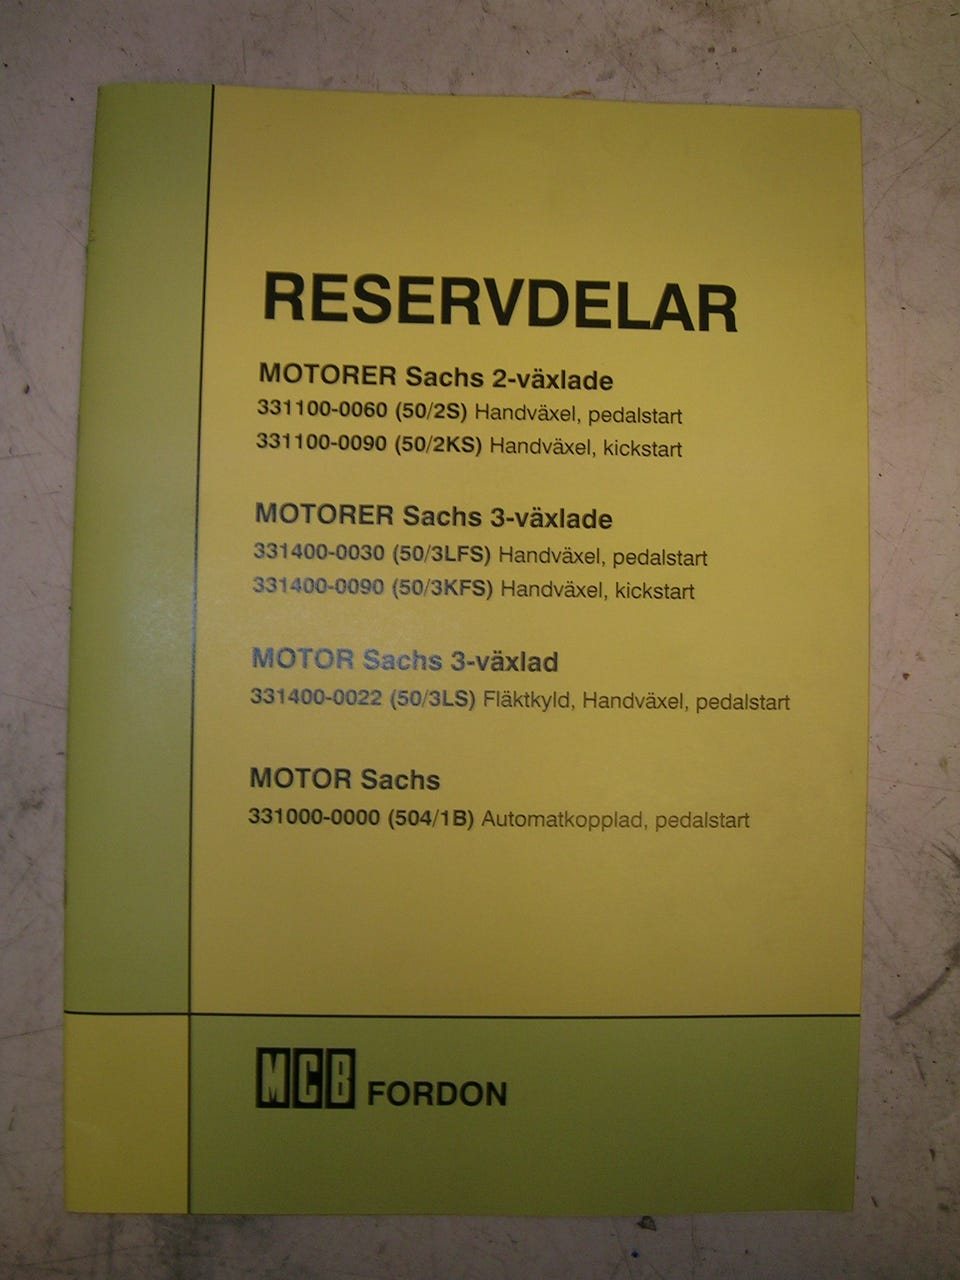 RESERVDELAR
MOTORER Sachs 2-växlade
331100-0060 (50/2S) Handväxel, pedalstart
331100-0090 (50/2KS) Handväxel, kickstart
MOTORER Sachs 3-växlade
331400-0030 (50/3LFS) Handväxel, pedalstart
331400-0090 (50/3KFS) Handväxel, kickstart
MOTOR Sachs 3-växlad
331400-0022 (50/3LS) Fläktkyld, Handväxel, pedalstart
MOTOR Sachs
331000-0000 (504/1B) Automatkopplad, pedalstart
MCB FORDON